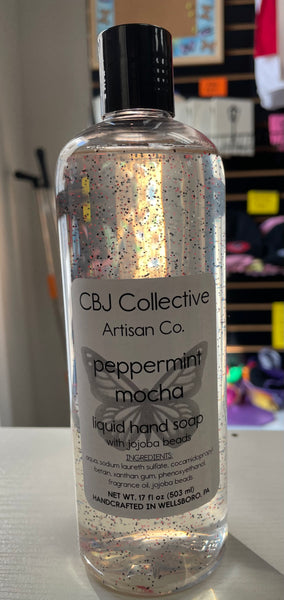 CBJ Collective
Artisan Co.
peppermint
mocha
liquid hand soap
with jojoba beads
INGREDIENTS:
aqua, sodium laureth sulfate, cocamidopropyl
betain, xanthan gum, phenoxyethanol,
fragrance oil, jojoba beads
NET WT. 17 fl oz (503 ml)
HANDCRAFTED IN WELLSBORO, PA